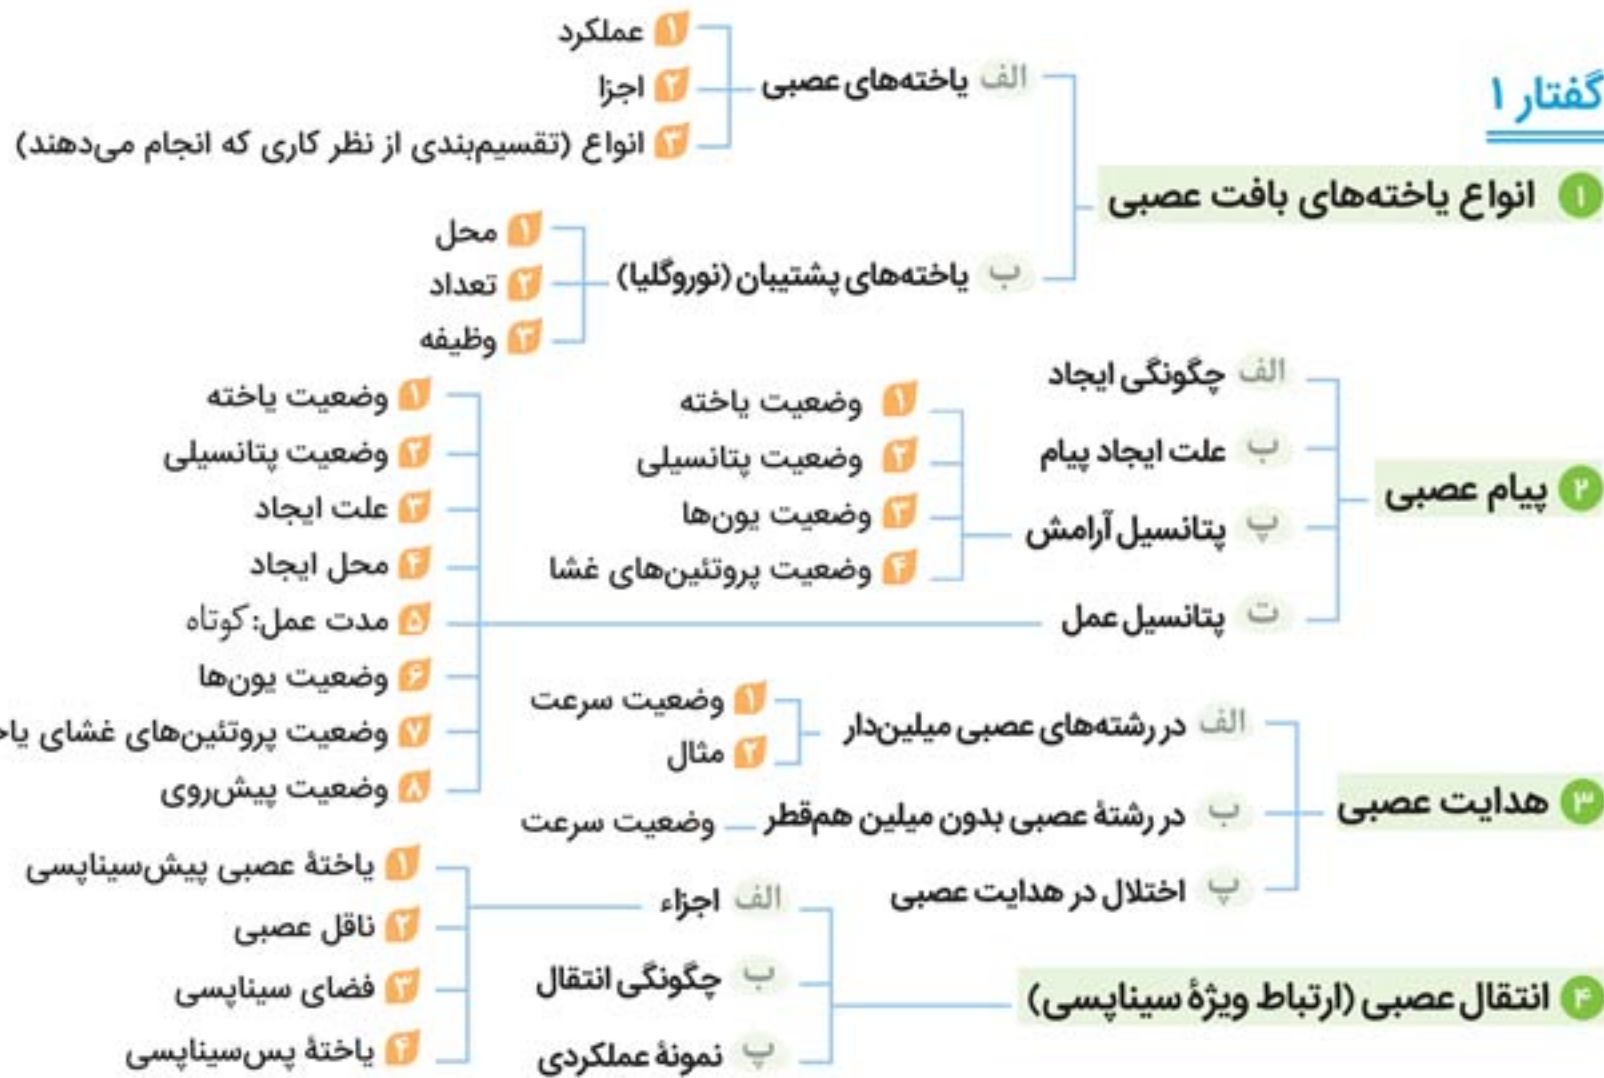 گفتار ۱
۱ انواع یاخته‌های بافت عصبی
الف یاخته‌های عصبی
۱ عملکرد
۲ اجزا
۳ انواع (تقسیم‌بندی از نظر کاری که انجام می‌دهند)
ب یاخته‌های پشتیبان (نوروگلیا)
۱ محل
۲ تعداد
۳ وظیفه
۲ پیام عصبی
الف چگونگی ایجاد
ب علت ایجاد پیام
پ پتانسیل آرامش
۱ وضعیت یاخته
۲ وضعیت پتانسیلی
۳ وضعیت یون‌ها
۴ وضعیت پروتئین‌های غشا
ت پتانسیل عمل
۱ وضعیت یاخته
۲ وضعیت پتانسیلی
۳ علت ایجاد
۴ محل ایجاد
۵ مدت عمل: کوتاه
۶ وضعیت یون‌ها
۷ وضعیت پروتئین‌های غشای
۸ وضعیت پیش‌روی
۳ هدایت عصبی
الف در رشته‌های عصبی میلین‌دار
۱ وضعیت سرعت
۲ مثال
ب در رشتهٔ عصبی بدون میلین هم‌قطر
وضعیت سرعت
پ اختلال در هدایت عصبی
۴ انتقال عصبی (ارتباط ویژهٔ سیناپسی)
الف اجزاء
۱ یاختهٔ عصبی پیش‌سیناپسی
۲ ناقل عصبی
۳ فضای سیناپسی
۴ یاختهٔ پس‌سیناپسی
ب چگونگی انتقال
پ نمونهٔ عملکردی